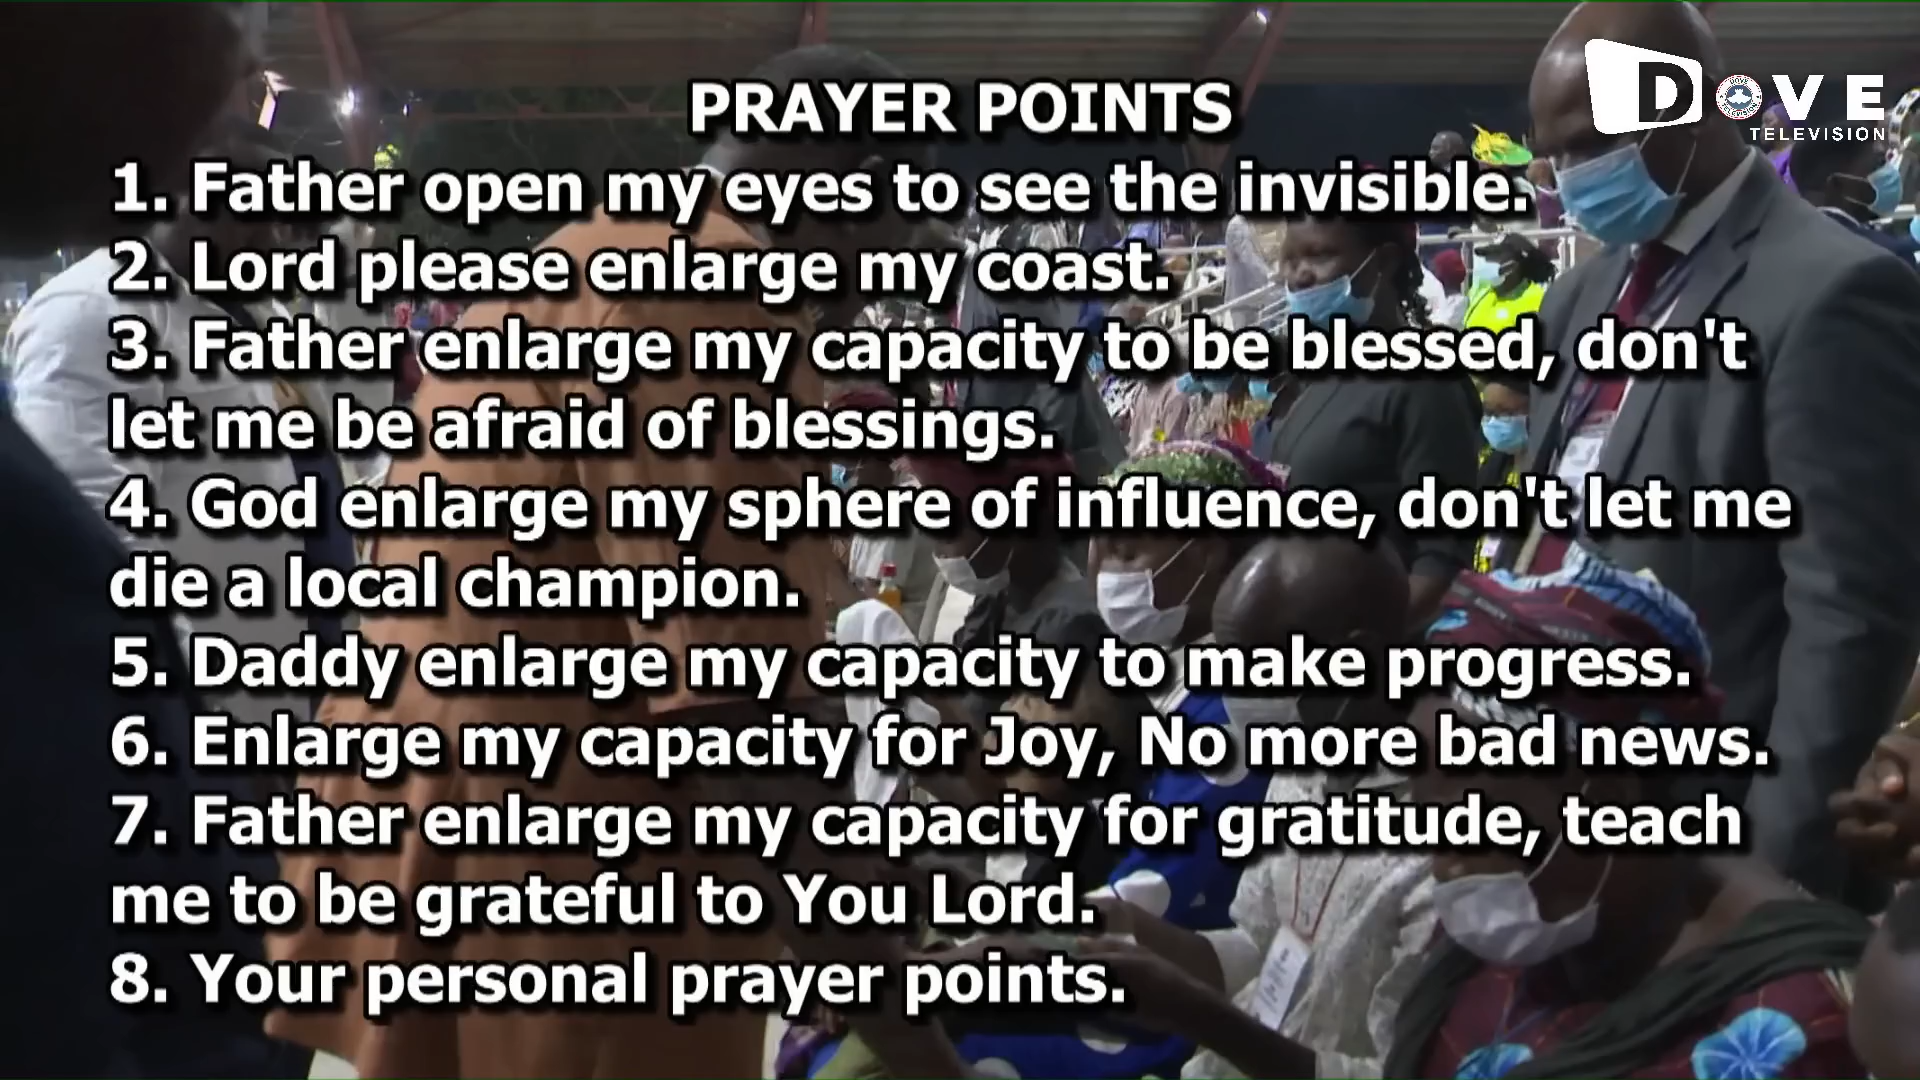 DOVE
TELEVISION
PRAYER POINTS
1. Father open my eyes to see the invisible.
2. Lord please enlarge my coast.
3. Father enlarge my capacity to be blessed, don't
let me be afraid of blessings.
4. God enlarge my sphere of influence, don't let me
die a local champion.
5. Daddy enlarge my capacity to make progress.
6. Enlarge my capacity for Joy, No more bad news.
7. Father enlarge my capacity for gratitude, teach
me to be grateful to You Lord.
8. Your personal prayer points.